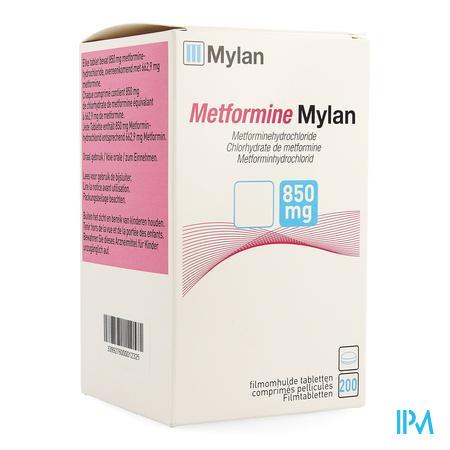 Mylan
Metformine Mylan
Metforminehydrochloride
Chlorhydrate de metformine
Metforminhydrochlorid
850
mg
filmomhulde tabletten
comprimés pelliculés
Filmtabletten
200
Elke tablet bevat 850 mg metformine-
hydrochloride, overeenkomend met 662,9 mg
metformine.
Chaque comprimé contient 850 mg
de chlorhydrate de metformine équivalant
à 662,9 mg de metformine.
Jede Tablette enthält 850 mg Metformin-
hydrochlorid entsprechend 662,9 mg Metformin.
Oraal gebruik / Voie orale / zum Einnehmen.
Lees voor gebruik de bijsluiter.
Lire la notice avant utilisation.
Packungsbeilage beachten.
Buiten het zicht en bereik van kinderen houden.
Tenir hors de la vue et de la portée des enfants.
Bewahren Sie dieses Arzneimittel für Kinder
unzugänglich auf.
IPM